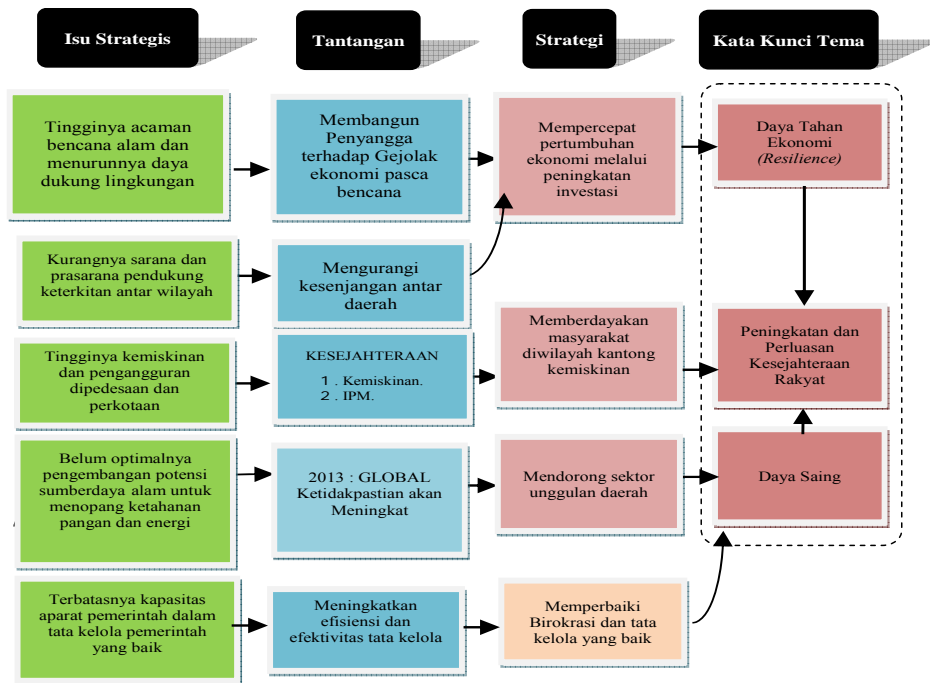 Isu Strategis
Tantangan
Strategi
Kata Kunci Tema
Tingginya acaman
bencana alam dan
menurunnya daya
dukung lingkungan
Membangun
Penyangga
terhadap Gejolak
ekonomi pasca
bencana
Mempercepat
pertumbuhan
ekonomi melalui
peningkatan
investasi
Daya Tahan
Ekonomi
(Resilience)
Kurangnya sarana dan
prasarana pendukung
keterkitan antar wilayah
Mengurangi
kesenjangan antar
daerah
Tingginya kemiskinan
dan pengangguran
dipedesaan dan
perkotaan
KESEJAHTERAAN
1 . Kemiskinan.
2 . IPM.
Memberdayakan
masyarakat
diwilayah kantong
kemiskinan
Peningkatan dan
Perluasan
Kesejahteraan
Rakyat
Belum optimalnya
pengembangan potensi
sumberdaya alam untuk
menopang ketahanan
pangan dan energi
2013 : GLOBAL
Ketidakpastian akan
Meningkat
Mendorong sektor
unggulan daerah
Daya Saing
Terbatasnya kapasitas
aparat pemerintah dalam
tata kelola pemerintah
yang baik
Meningkatkan
efisiensi dan
efektivitas tata kelola
Memperbaiki
Birokrasi dan tata
kelola yang baik